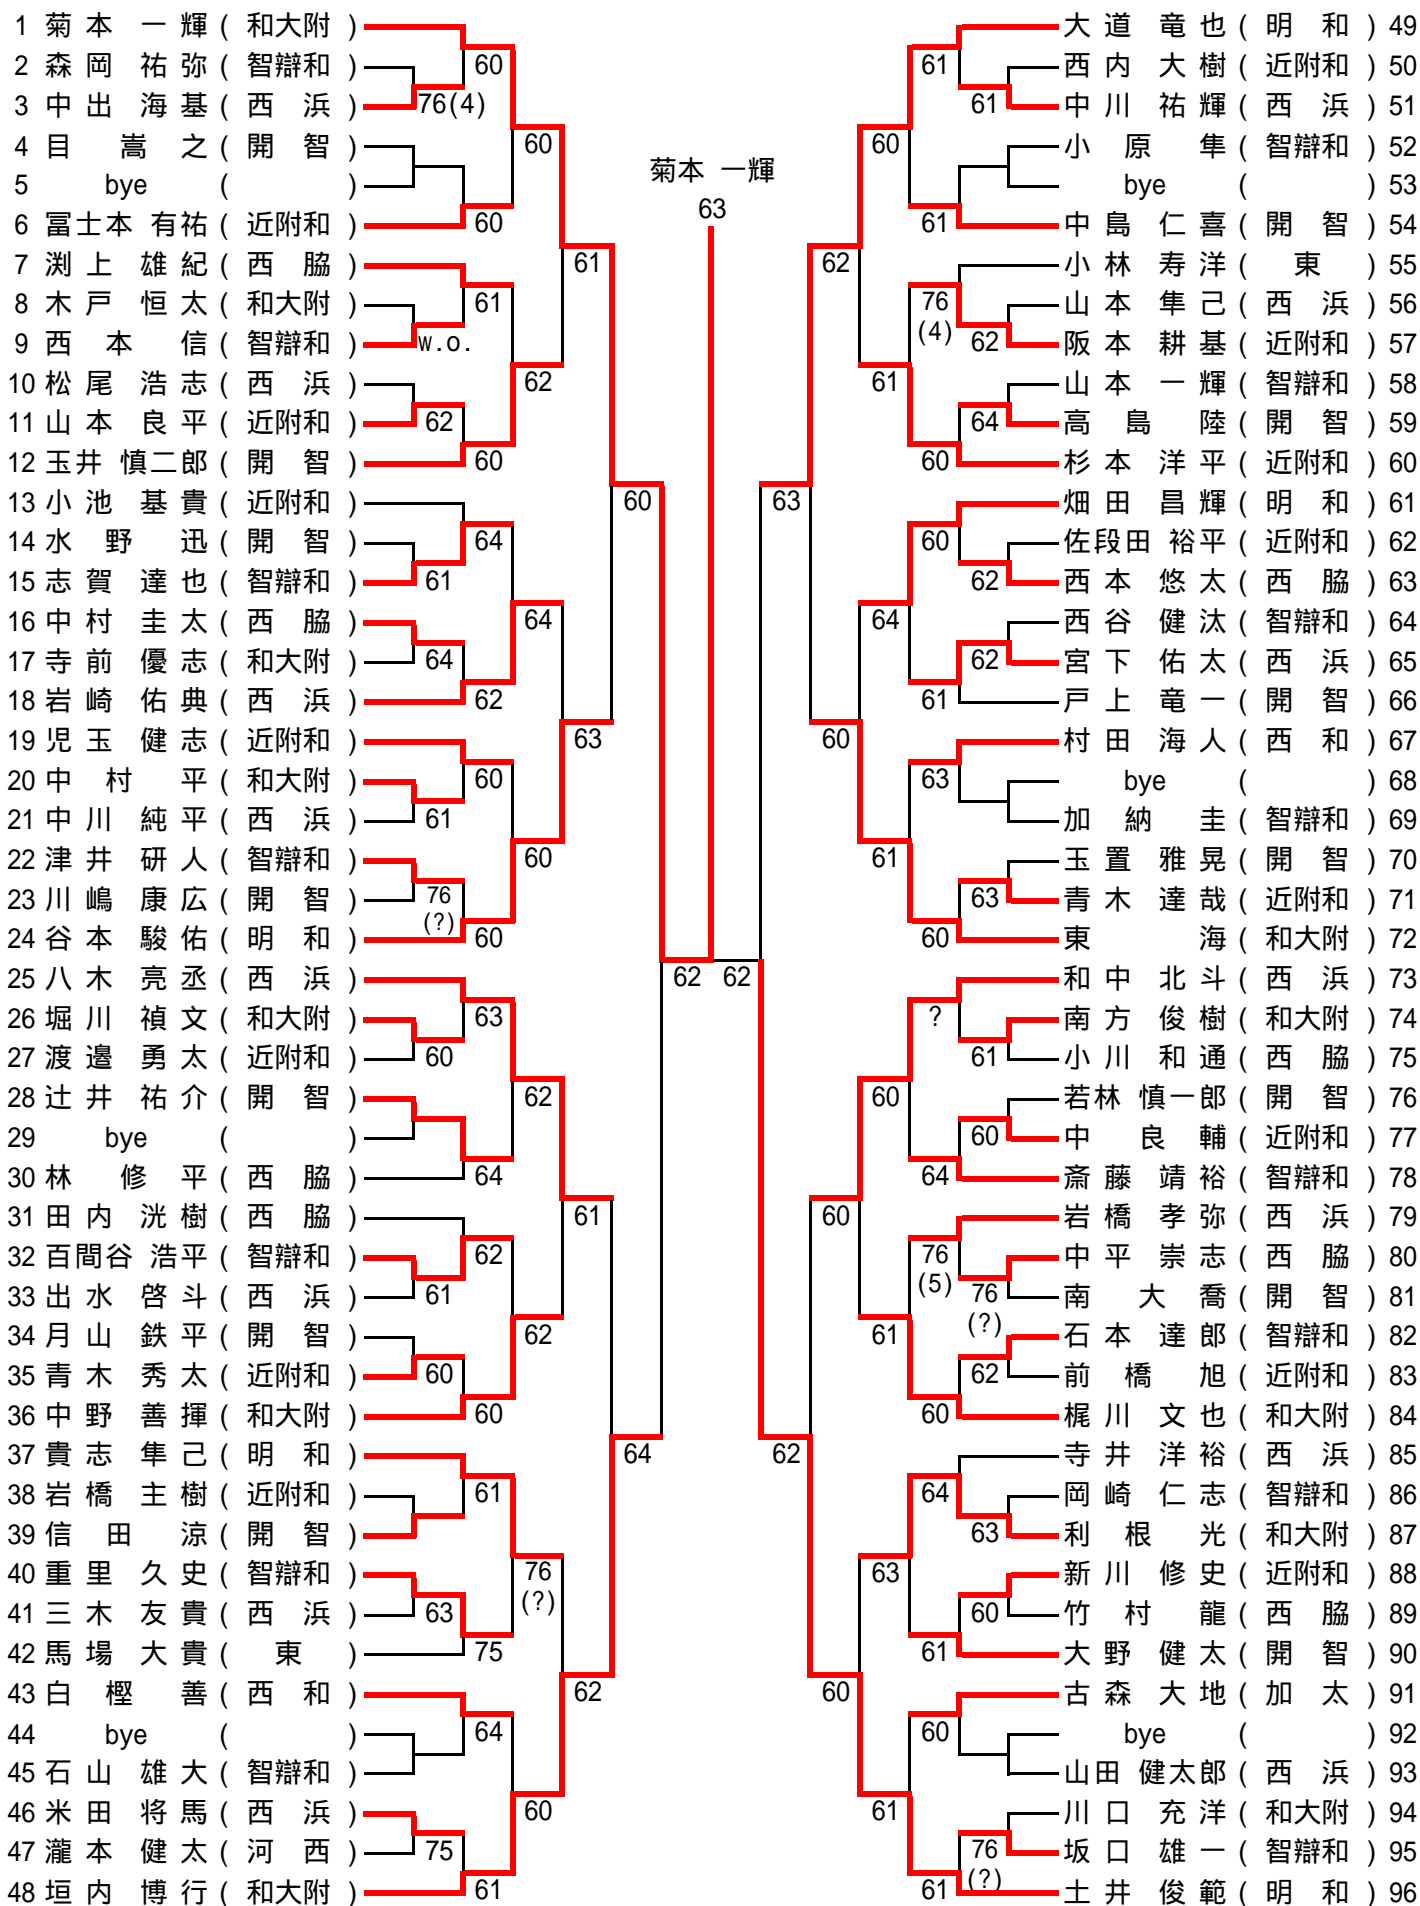 1 菊本 一輝 ( 和大附 )
2 森岡 祐弥 ( 智辯和 )
3 中出 海基 ( 西 浜 )
4 目 嵩之 ( 開 智 )
5 bye ( )
6 冨士本 有祐 ( 近附和 )
7 渕上 雄紀 ( 西 脇 )
8 木戸 恒太 ( 和大附 )
9 西本 信 ( 智辯和 )
10 松尾 浩志 ( 西 浜 )
11 山本 良平 ( 近附和 )
12 玉井 慎二郎 ( 開 智 )
13 小池 基貴 ( 近附和 )
14 水野 迅 ( 開 智 )
15 志賀 達也 ( 智辯和 )
16 中村 圭太 ( 西 脇 )
17 寺前 優志 ( 和大附 )
18 岩崎 佑典 ( 西 浜 )
19 児玉 健志 ( 近附和 )
20 中村 平 ( 和大附 )
21 中川 純平 ( 西 浜 )
22 津井 研人 ( 智辯和 )
23 川嶋 康広 ( 開 智 )
24 谷本 駿佑 ( 明 和 )
25 八木 亮丞 ( 西 浜 )
26 堀川 禎文 ( 和大附 )
27 渡邉 勇太 ( 近附和 )
28 辻井 祐介 ( 開 智 )
29 bye ( )
30 林 修平 ( 西 脇 )
31 田内 洸樹 ( 西 脇 )
32 百間谷 浩平 ( 智辯和 )
33 出水 啓斗 ( 西 浜 )
34 月山 鉄平 ( 開 智 )
35 青木 秀太 ( 近附和 )
36 中野 善揮 ( 和大附 )
37 貴志 隼己 ( 明 和 )
38 岩橋 主樹 ( 近附和 )
39 信田 涼 ( 開 智 )
40 重里 久史 ( 智辯和 )
41 三木 友貴 ( 西 浜 )
42 馬場 大貴 ( 東 )
43 白樫 善 ( 西 和 )
44 bye ( )
45 石山 雄大 ( 智辯和 )
46 米田 将馬 ( 西 浜 )
47 瀧本 健太 ( 河 西 )
48 垣内 博行 ( 和大附 )
60
76(4)
60
61
w.o.
62
60
64
61
64
62
60
61
76
(?)
60
63
60
64
62
61
60
60
61
63
75
64
75
61
60
62
64
60
62
62
76
(?)
60
61
63
61
62
60
64
62
菊本 一輝
63
62
63
62
62
60
60
60
60
61
64
61
60
61
63
61
61
61
61
76
(4)
62
64
60
60
62
62
61
63
63
60
?
61
60
64
76
(5)
76
(?)
62
60
64
63
60
61
60
76
(?)
61
大道 竜也 ( 明 和 ) 49
西内 大樹 ( 近附和 ) 50
中川 祐輝 ( 西 浜 ) 51
小原 隼 ( 智辯和 ) 52
bye ( ) 53
中島 仁喜 ( 開 智 ) 54
小林 寿洋 ( 東 ) 55
山本 隼己 ( 西 浜 ) 56
阪本 耕基 ( 近附和 ) 57
山本 一輝 ( 智辯和 ) 58
高島 陸 ( 開 智 ) 59
杉本 洋平 ( 近附和 ) 60
畑田 昌輝 ( 明 和 ) 61
佐段田 裕平 ( 近附和 ) 62
西本 悠太 ( 西 脇 ) 63
西谷 健汰 ( 智辯和 ) 64
宮下 佑太 ( 西 浜 ) 65
戸上 竜一 ( 開 智 ) 66
村田 海人 ( 西 和 ) 67
bye ( ) 68
加納 圭 ( 智辯和 ) 69
玉置 雅晃 ( 開 智 ) 70
青木 達哉 ( 近附和 ) 71
東 海 ( 和大附 ) 72
和中 北斗 ( 西 浜 ) 73
南方 俊樹 ( 和大附 ) 74
小川 和通 ( 西 脇 ) 75
若林 慎一郎 ( 開 智 ) 76
中 良輔 ( 近附和 ) 77
斎藤 靖裕 ( 智辯和 ) 78
岩橋 孝弥 ( 西 浜 ) 79
中平 崇志 ( 西 脇 ) 80
南 大喬 ( 開 智 ) 81
石本 達郎 ( 智辯和 ) 82
前橋 旭 ( 近附和 ) 83
梶川 文也 ( 和大附 ) 84
寺井 洋裕 ( 西 浜 ) 85
岡崎 仁志 ( 智辯和 ) 86
利根 光 ( 和大附 ) 87
新川 修史 ( 近附和 ) 88
竹村 龍 ( 西 脇 ) 89
大野 健太 ( 開 智 ) 90
古森 大地 ( 加 太 ) 91
bye ( ) 92
山田 健太郎 ( 西 浜 ) 93
川口 充洋 ( 和大附 ) 94
坂口 雄一 ( 智辯和 ) 95
土井 俊範 ( 明 和 ) 96